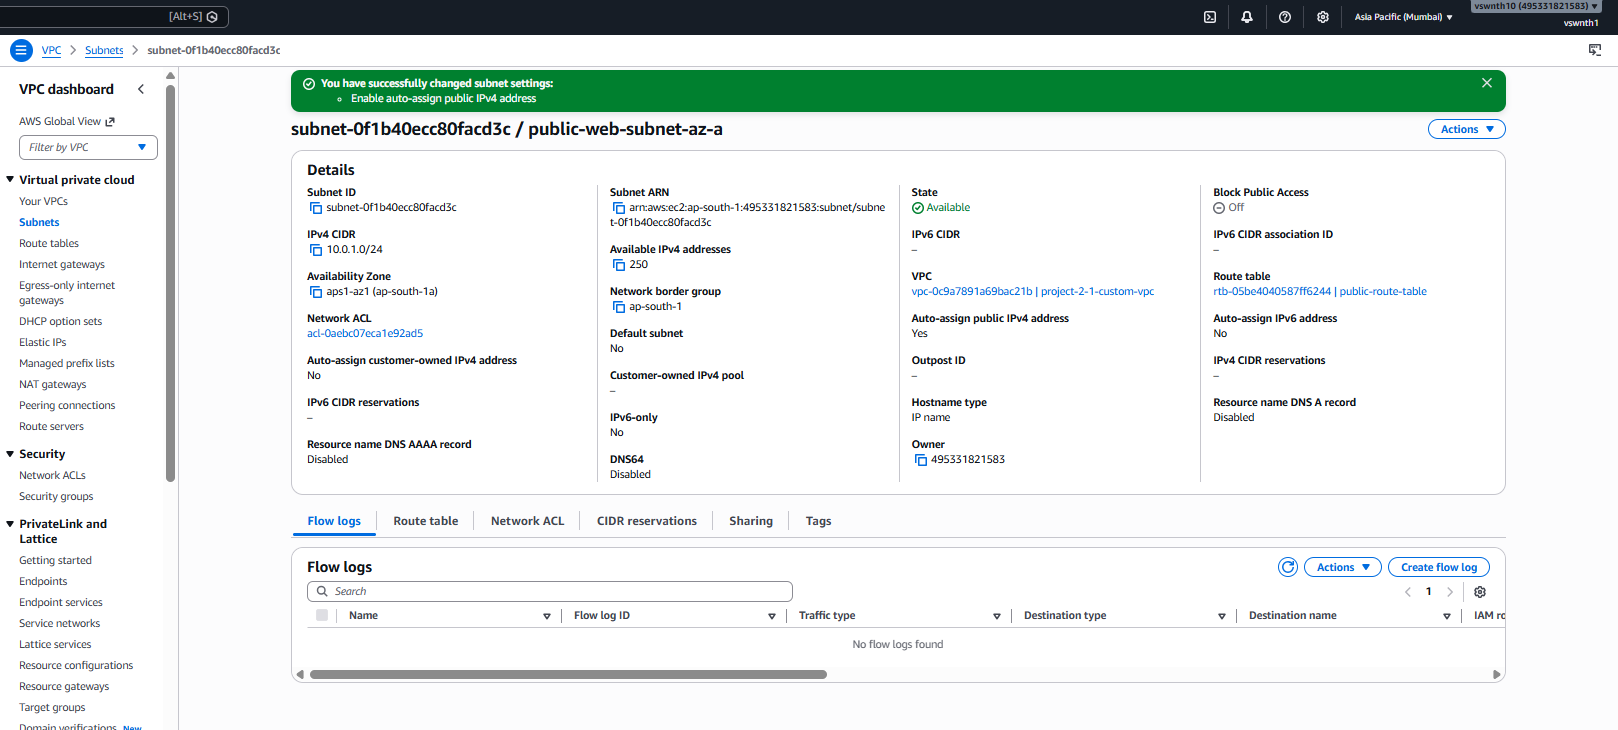 [Alt+S]
Asia Pacific (Mumbai)
vswnth10 (495331821583)
vswnth1
VPC
Subnets
subnet-0f1b40ecc80facd3c
VPC dashboard
AWS Global View
Filter by VPC
Virtual private cloud
Your VPCs
Subnets
Route tables
Internet gateways
Egress-only internet
gateways
DHCP option sets
Elastic IPs
Managed prefix lists
NAT gateways
Peering connections
Route servers
Security
Network ACLs
Security groups
PrivateLink and
Lattice
Getting started
Endpoints
Endpoint services
Service networks
Lattice services
Resource configurations
Resource gateways
Target groups
Domain verifications New
You have successfully changed subnet settings:
Enable auto-assign public IPv4 address
subnet-0f1b40ecc80facd3c / public-web-subnet-az-a
Actions
Details
Subnet ID
subnet-0f1b40ecc80facd3c
IPv4 CIDR
10.0.1.0/24
Availability Zone
aps1-az1 (ap-south-1a)
Network ACL
acl-0aebc07eca1e92ad5
Auto-assign customer-owned IPv4 address
No
IPv6 CIDR reservations
–
Resource name DNS AAAA record
Disabled
Subnet ARN
arn:aws:ec2:ap-south-1:495331821583:subnet/subne
t-0f1b40ecc80facd3c
Available IPv4 addresses
250
Network border group
ap-south-1
Default subnet
No
Customer-owned IPv4 pool
–
IPv6-only
No
DNS64
Disabled
State
Available
IPv6 CIDR
–
VPC
vpc-0c9a7891a69bac21b | project-2-1-custom-vpc
Auto-assign public IPv4 address
Yes
Outpost ID
–
Hostname type
IP name
Owner
495331821583
Block Public Access
Off
IPv6 CIDR association ID
–
Route table
rtb-05be4040587ff6244 | public-route-table
Auto-assign IPv6 address
No
IPv4 CIDR reservations
–
Resource name DNS A record
Disabled
Flow logs
Route table
Network ACL
CIDR reservations
Sharing
Tags
Flow logs
Actions
Create flow log
Search
1
Name
Flow log ID
Traffic type
Destination type
Destination name
IAM ro
No flow logs found